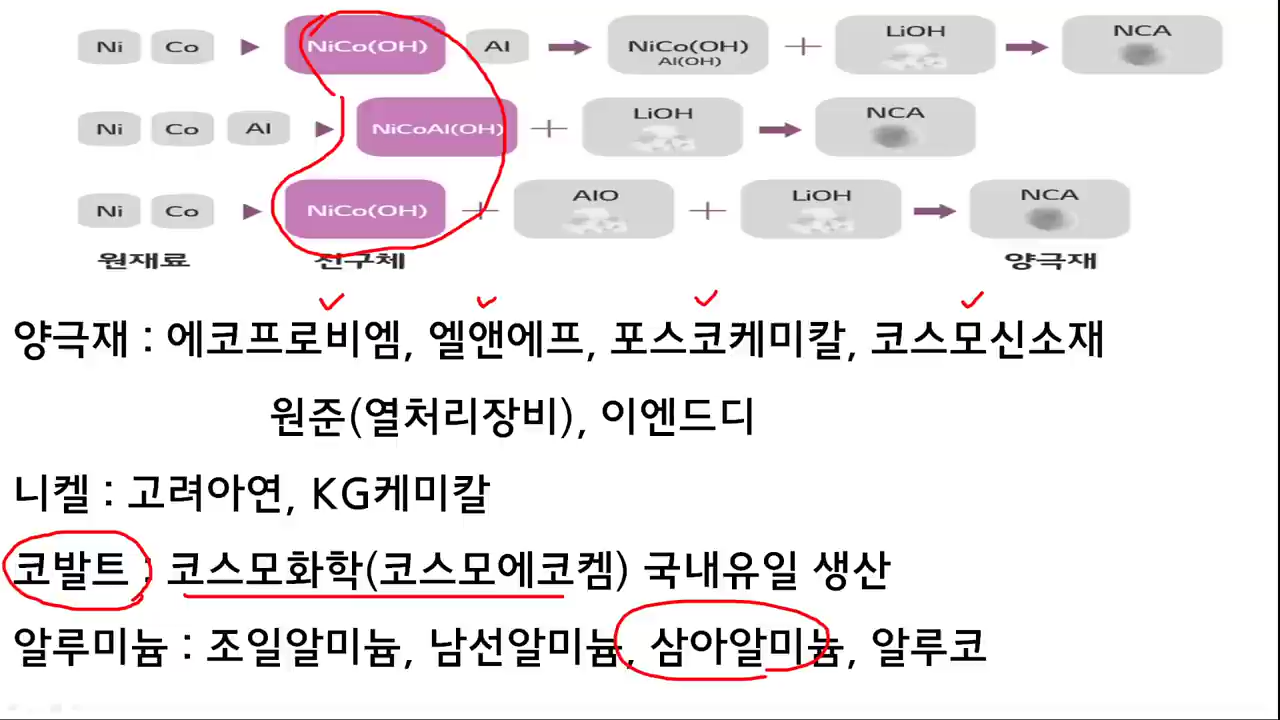 Ni Co NiCo(OH) Al NiCo(OH) Al(OH) LiOH NCA
Ni Co Al NiCoAl(OH) LiOH NCA
Ni Co NiCo(OH) AlO LiOH NCA
원재료 전구체 양극재
양극재 : 에코프로비엠, 엘앤에프, 포스코케미칼, 코스모신소재
원준(열처리장비), 이엔드디
니켈 : 고려아연, KG케미칼
코발트 : 코스모화학(코스모에코켐) 국내유일 생산
알루미늄 : 조일알미늄, 남선알미늄, 삼아알미늄, 알루코